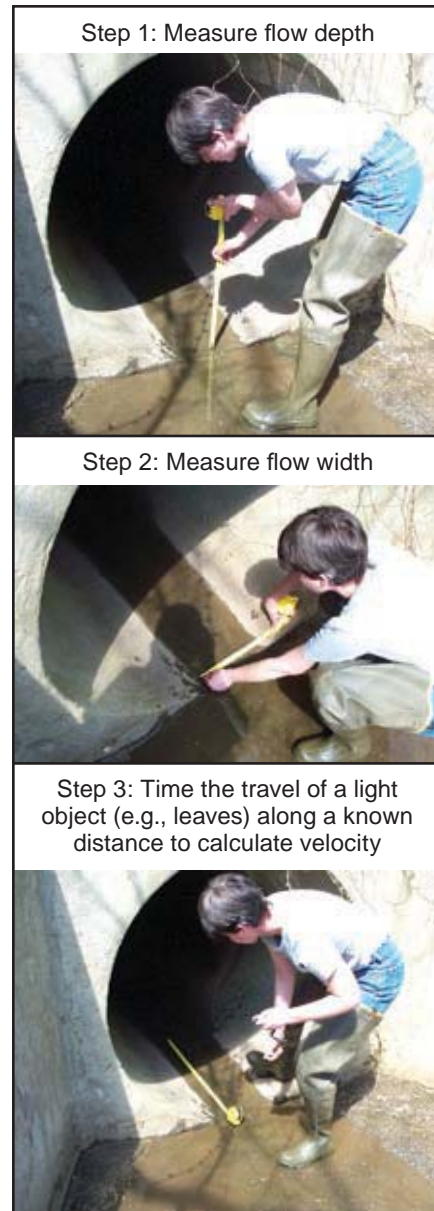 Step 1: Measure flow depth
Step 2: Measure flow width
Step 3: Time the travel of a light
object (e.g., leaves) along a known
distance to calculate velocity